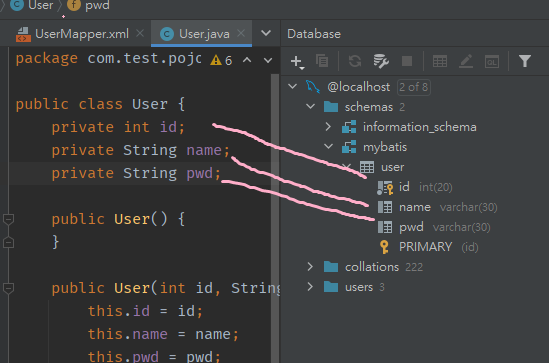 User
pwd
UserMapper.xml
User.java
Database
package com.test.pojo
6
@localhost 2 of 8
schemas 2
information_schema
mybatis
user
id int(20)
name varchar(30)
pwd varchar(30)
PRIMARY (id)
collations 222
users 3
public class User {
private int id;
private String name;
private String pwd;
public User() {
}
public User(int id, String
this.id = id;
this.name = name;
this.pwd = pwd;